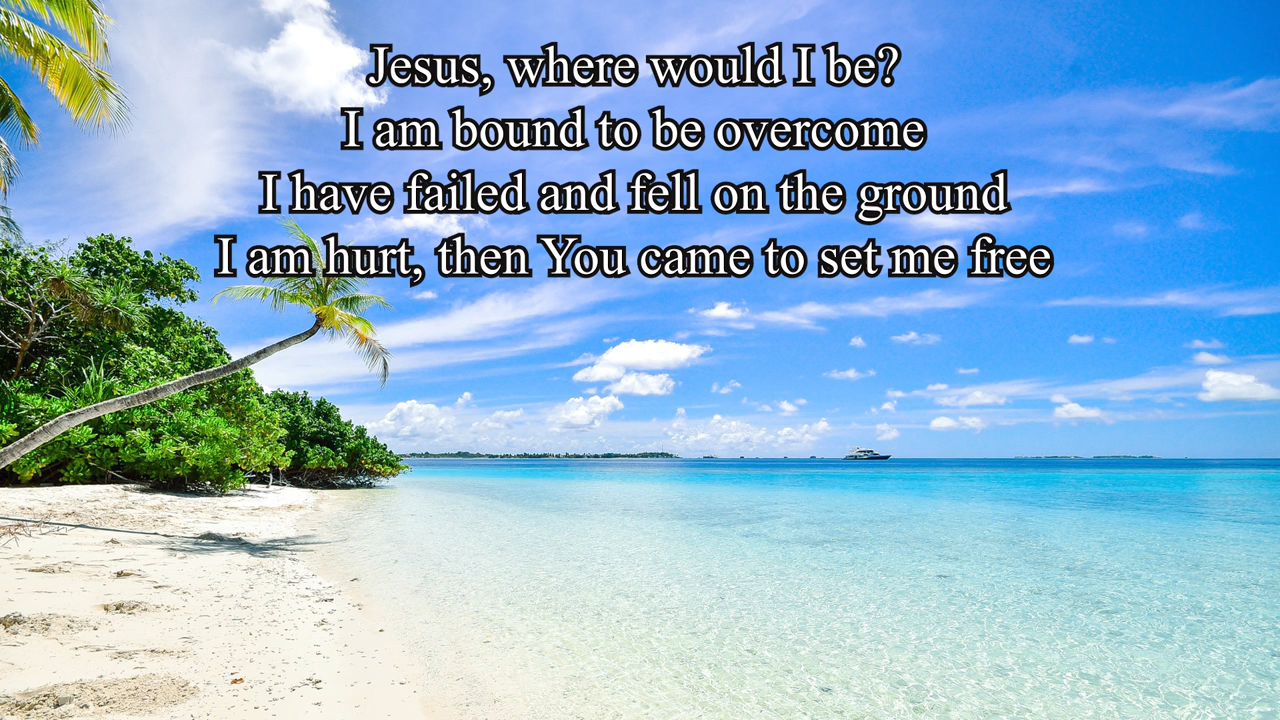 Jesus, where would I be?
I am bound to be overcome
I have failed and fell on the ground
I am hurt, then You came to set me free